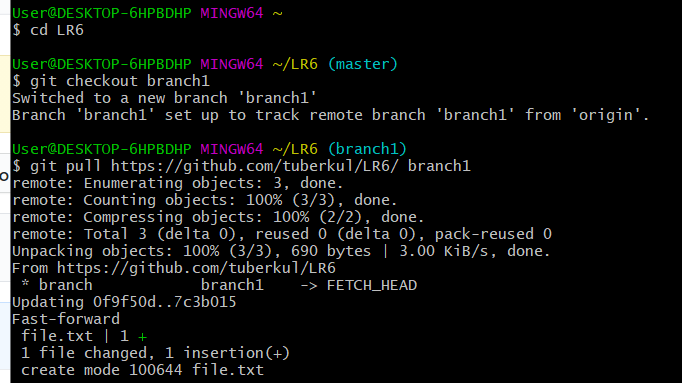 User@DESKTOP-6HPBDHP MINGW64 ~
$ cd LR6
User@DESKTOP-6HPBDHP MINGW64 ~/LR6 (master)
$ git checkout branch1
Switched to a new branch 'branch1'
Branch 'branch1' set up to track remote branch 'branch1' from 'origin'.
User@DESKTOP-6HPBDHP MINGW64 ~/LR6 (branch1)
$ git pull https://github.com/tuberkul/LR6/ branch1
remote: Enumerating objects: 3, done.
remote: Counting objects: 100% (3/3), done.
remote: Compressing objects: 100% (2/2), done.
remote: Total 3 (delta 0), reused 0 (delta 0), pack-reused 0
Unpacking objects: 100% (3/3), 690 bytes | 3.00 KiB/s, done.
From https://github.com/tuberkul/LR6
 * branch            branch1    -> FETCH_HEAD
Updating 0f9f50d..7c3b015
Fast-forward
 file.txt | 1 +
 1 file changed, 1 insertion(+)
 create mode 100644 file.txt